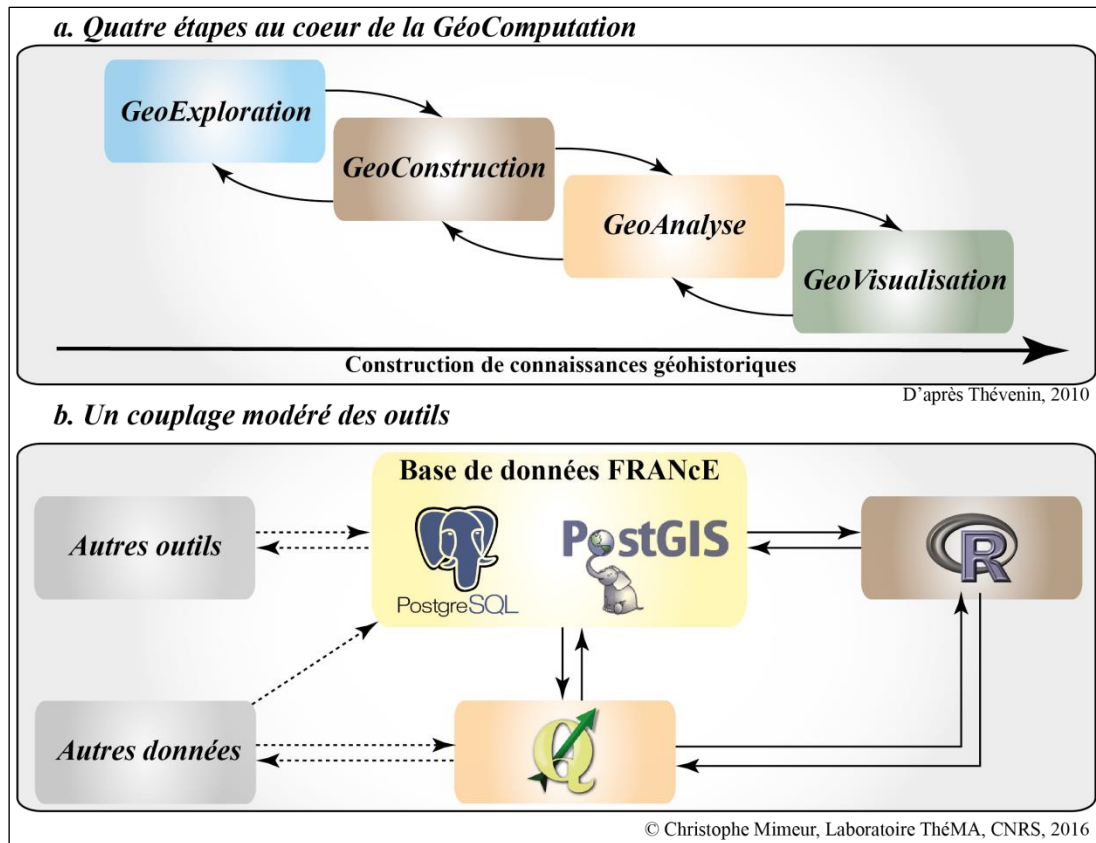 a. Quatre étapes au coeur de la GéoComputation
GeoExploration
GeoConstruction
GeoAnalyse
GeoVisualisation
Construction de connaissances géohistoriques
D'après Thévenin, 2010
b. Un couplage modéré des outils
Base de données FRANcE
Autres outils
PostgreSQL
PostGIS
R
Autres données
Q
© Christophe Mimeur, Laboratoire ThéMA, CNRS, 2016